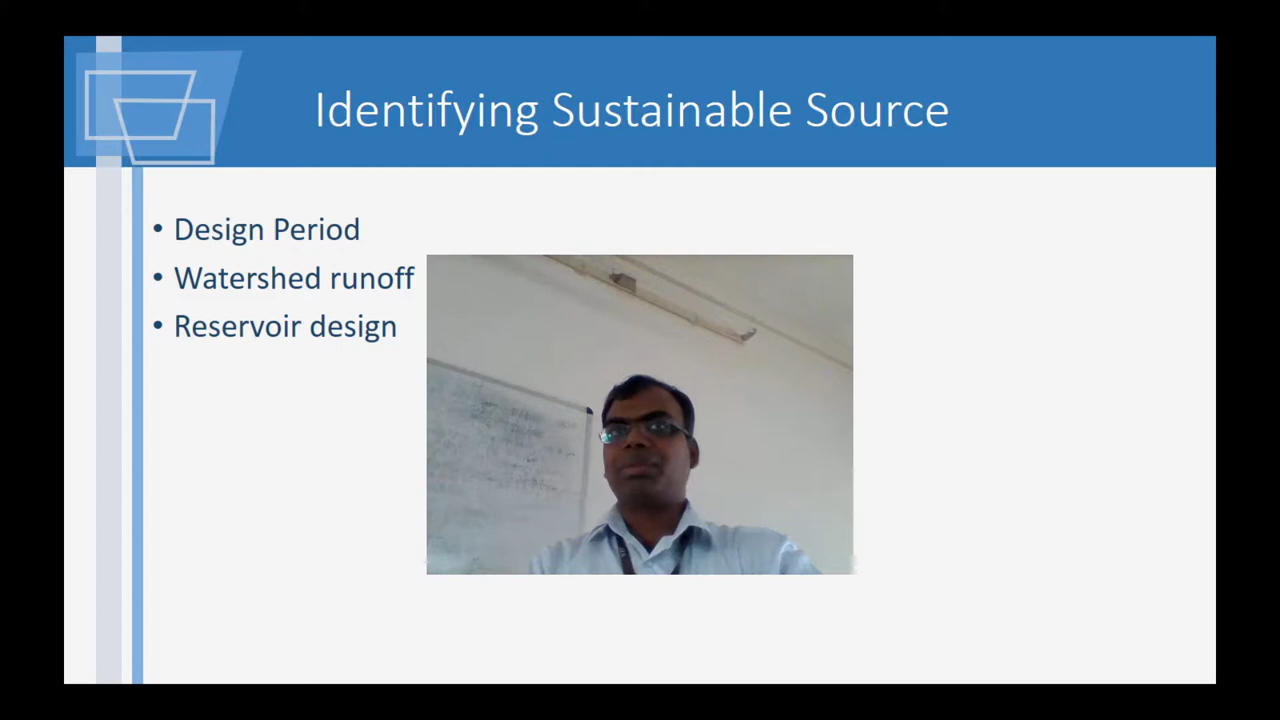 Identifying Sustainable Source
• Design Period
• Watershed runoff
• Reservoir design